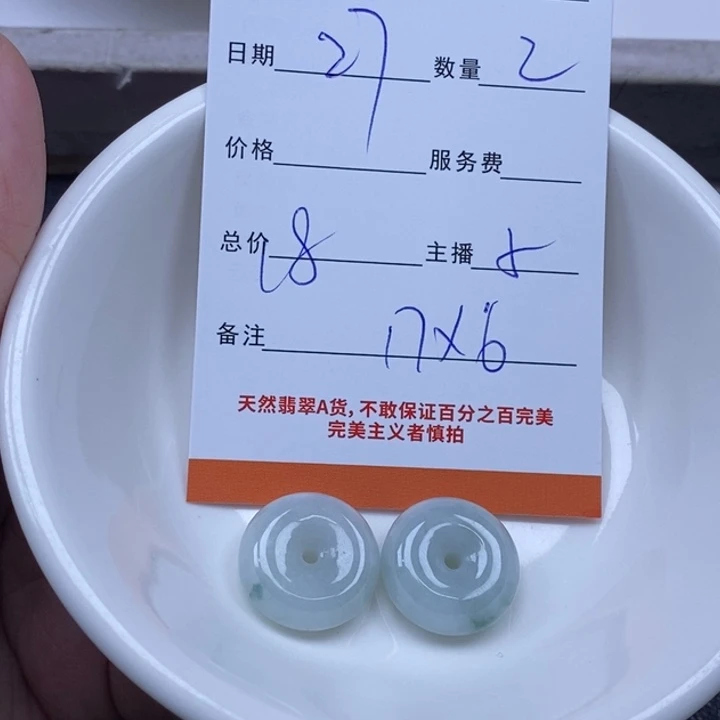 日期 27 数量 2
价格 服务费
总价 18 主播
备注 17×6
天然翡翠A货,不敢保证百分之百完美
完美主义者慎拍